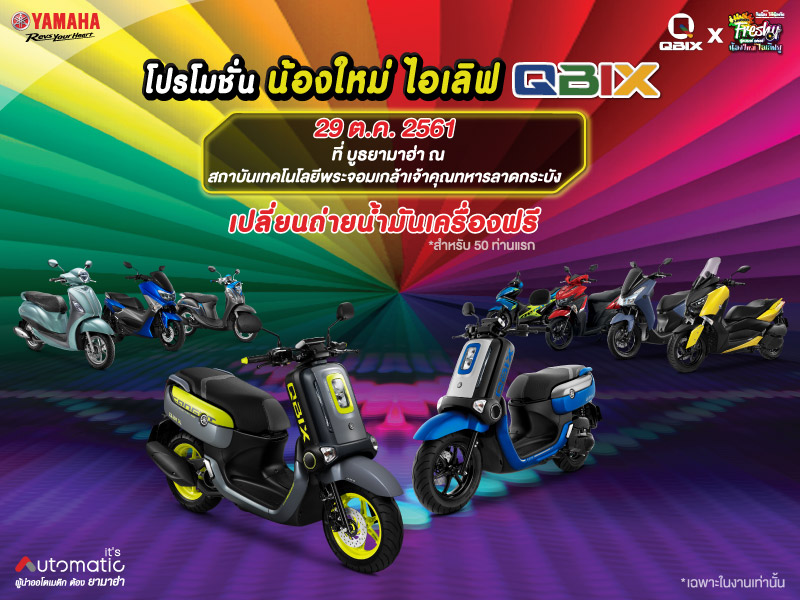 YAMAHA
Revs Your Heart
QBIX X Freshy
โปรโมชั่น น้องใหม่ ไอเลิฟ QBIX
29 ต.ค. 2561
ที่ บูธยามาฮ่า ณ
สถาบันเทคโนโลยีพระจอมเกล้าเจ้าคุณทหารลาดกระบัง
เปลี่ยนถ่ายน้ำมันเครื่องฟรี
*สำหรับ 50 ท่านแรก
QBIX
QBIX
QBIX
it's
Automatic
ผู้นำออโตเมติก ต้อง ยามาฮ่า
*เฉพาะในงานเท่านั้น